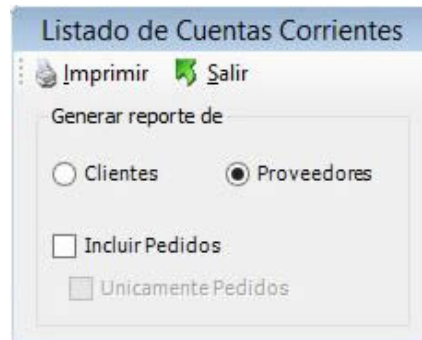 Listado de Cuentas Corrientes
Imprimir Salir
Generar reporte de
Clientes Proveedores
Incluir Pedidos
Unicamente Pedidos